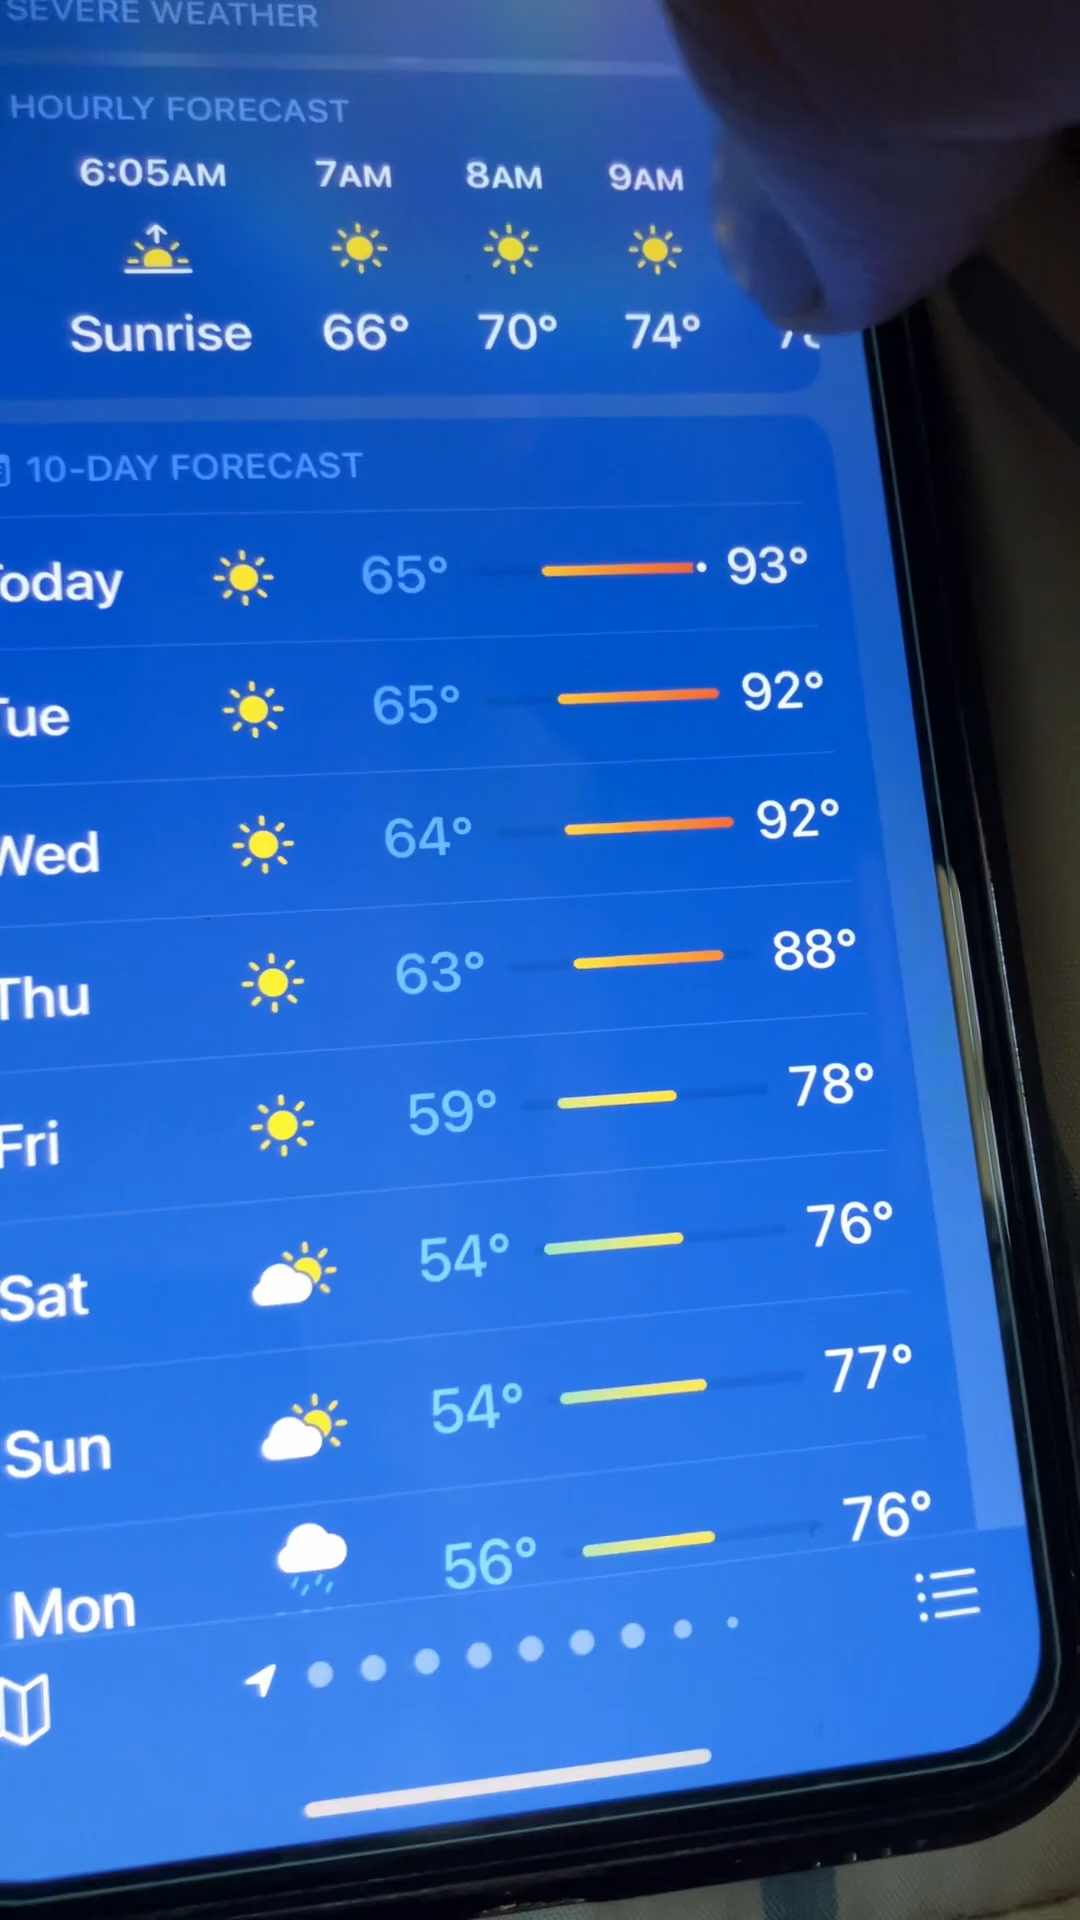 SEVERE WEATHER
HOURLY FORECAST
6:05AM 7AM 8AM 9AM
Sunrise 66° 70° 74°
10-DAY FORECAST
Today 65° 93°
Tue 65° 92°
Wed 64° 92°
Thu 63° 88°
Fri 59° 78°
Sat 54° 76°
Sun 54° 77°
Mon 56° 76°